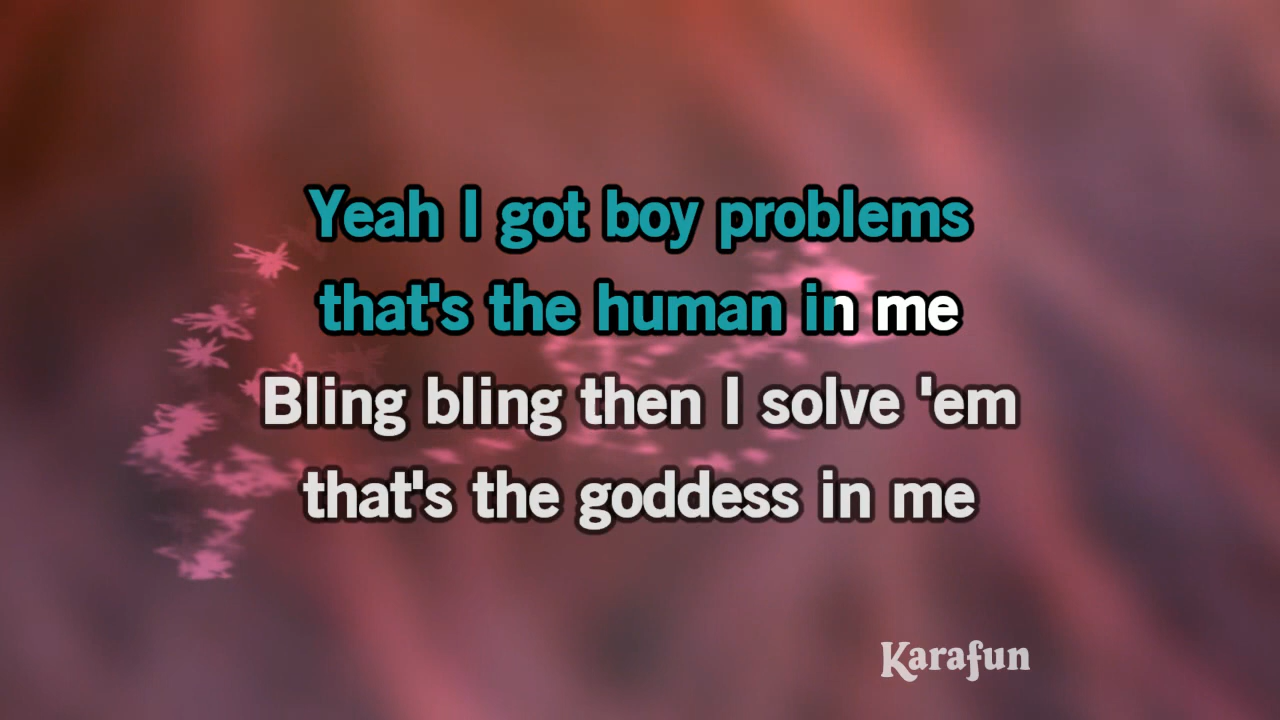 Yeah I got boy problems
that's the human in me
Bling bling then I solve 'em
that's the goddess in me
Karafun